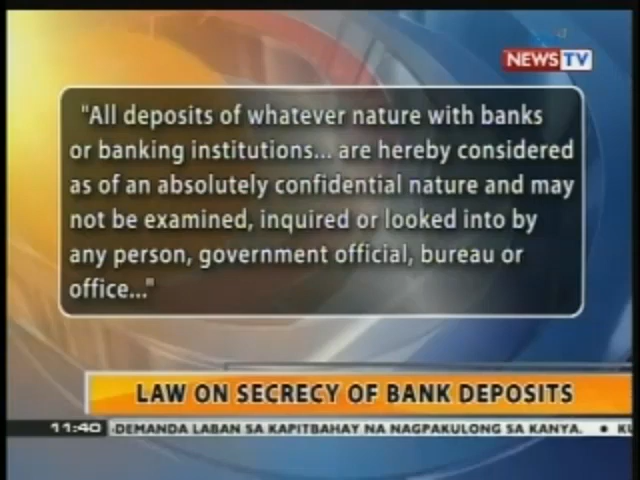 NEWSTV
"All deposits of whatever nature with banks
or banking institutions... are hereby considered
as of an absolutely confidential nature and may
not be examined, inquired or looked into by
any person, government official, bureau or
office..."
LAW ON SECRECY OF BANK DEPOSITS
11:40 DEMANDA LABAN SA KAPITBAHAY NA NAGPAKULONG SA KANYA. •